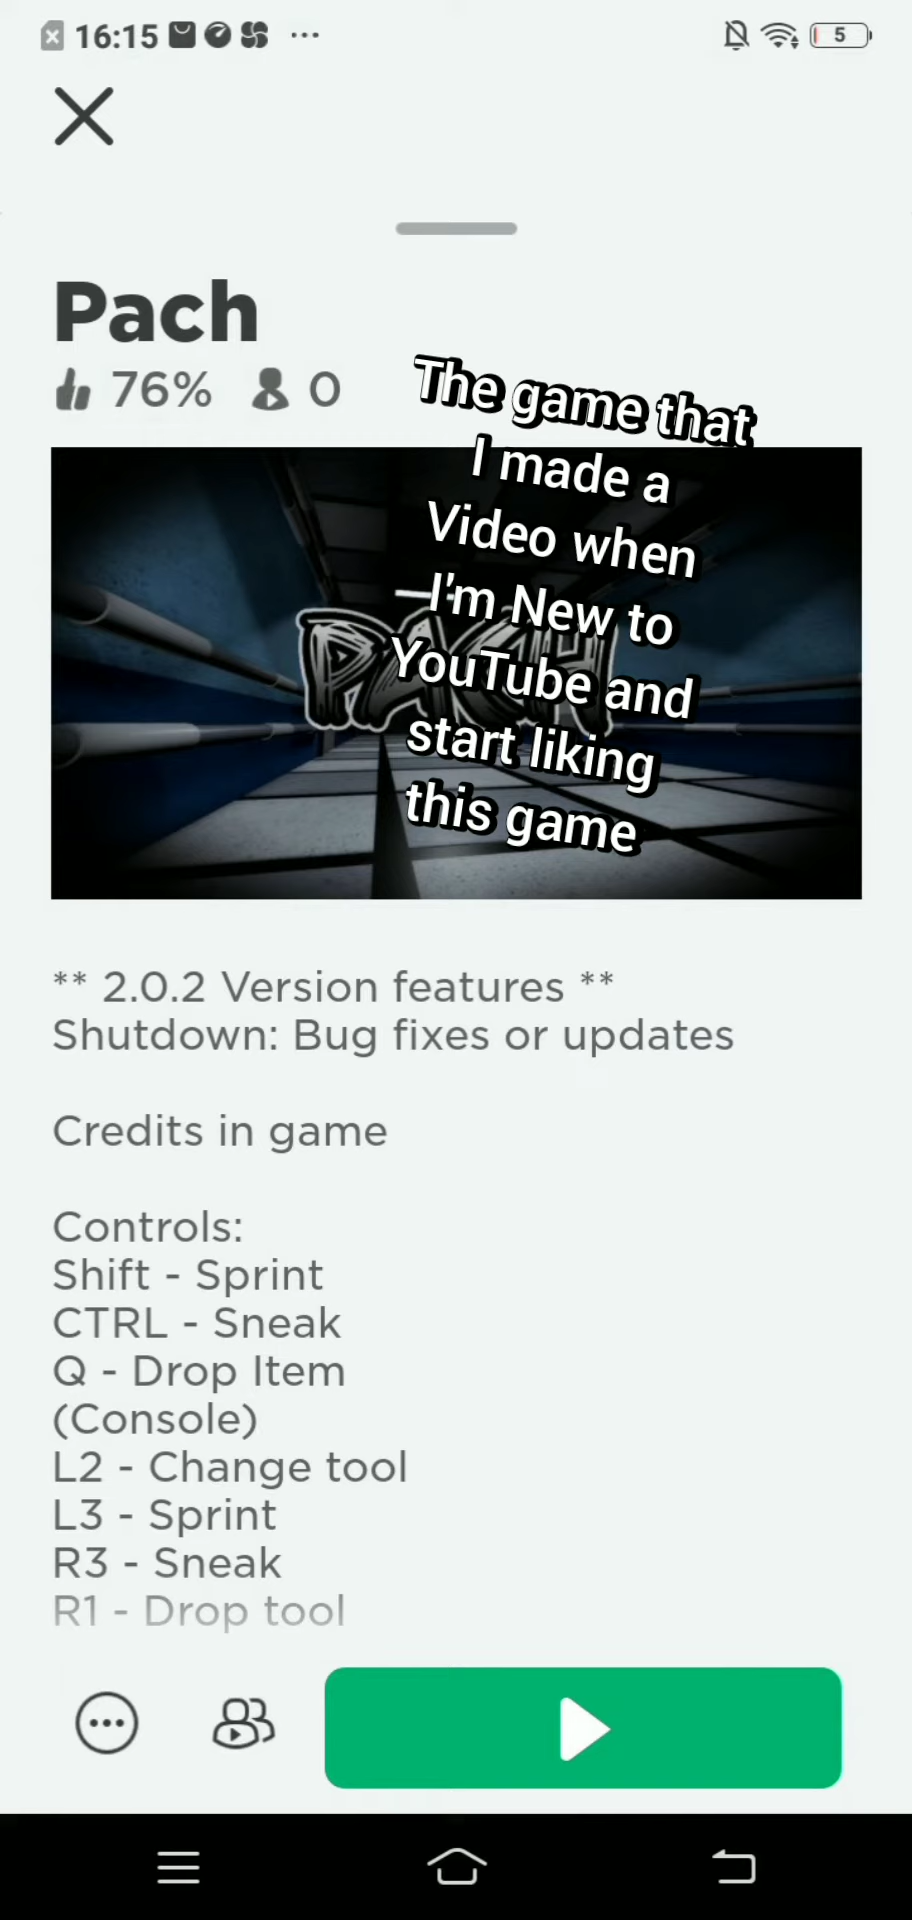 16:15
5
Pach
76% 0
The game that
I made a
Video when
I'm New to
YouTube and
start liking
this game
PACH
** 2.0.2 Version features **
Shutdown: Bug fixes or updates
Credits in game
Controls:
Shift - Sprint
CTRL - Sneak
Q - Drop Item
(Console)
L2 - Change tool
L3 - Sprint
R3 - Sneak
R1 - Drop tool